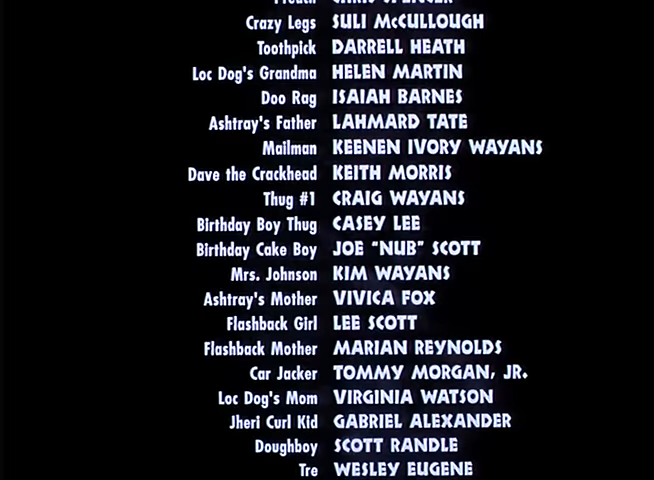 Crazy Legs SULI McCULLOUGH
Toothpick DARRELL HEATH
Loc Dog's Grandma HELEN MARTIN
Doo Rag ISAIAH BARNES
Ashtray's Father LAHMARD TATE
Mailman KEENEN IVORY WAYANS
Dave the Crackhead KEITH MORRIS
Thug #1 CRAIG WAYANS
Birthday Boy Thug CASEY LEE
Birthday Cake Boy JOE "NUB" SCOTT
Mrs. Johnson KIM WAYANS
Ashtray's Mother VIVICA FOX
Flashback Girl LEE SCOTT
Flashback Mother MARIAN REYNOLDS
Car Jacker TOMMY MORGAN, JR.
Loc Dog's Mom VIRGINIA WATSON
Jheri Curl Kid GABRIEL ALEXANDER
Doughboy SCOTT RANDLE
Tre WESLEY EUGENE